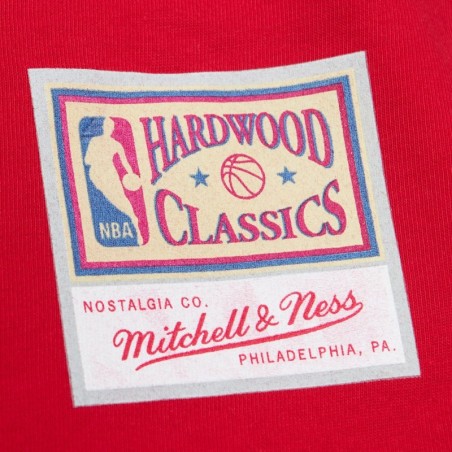 HARDWOOD
NBA
CLASSICS
NOSTALGIA CO.
Mitchell & Ness
PHILADELPHIA, PA.